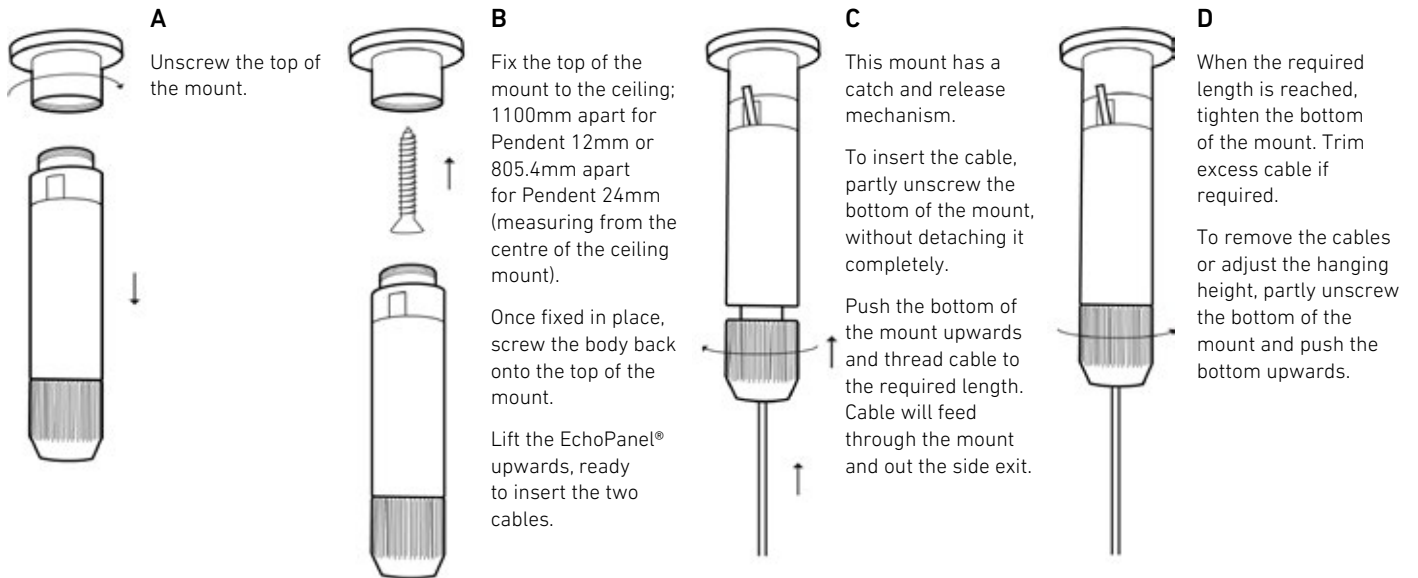 A
Unscrew the top of
the mount.
B
Fix the top of the
mount to the ceiling;
1100mm apart for
Pendent 12mm or
805.4mm apart
for Pendent 24mm
(measuring from the
centre of the ceiling
mount).
Once fixed in place,
screw the body back
onto the top of the
mount.
Lift the EchoPanel®
upwards, ready
to insert the two
cables.
C
This mount has a
catch and release
mechanism.
To insert the cable,
partly unscrew the
bottom of the mount,
without detaching it
completely.
Push the bottom of
the mount upwards
and thread cable to
the required length.
Cable will feed
through the mount
and out the side exit.
D
When the required
length is reached,
tighten the bottom
of the mount. Trim
excess cable if
required.
To remove the cables
or adjust the hanging
height, partly unscrew
the bottom of the
mount and push the
bottom upwards.